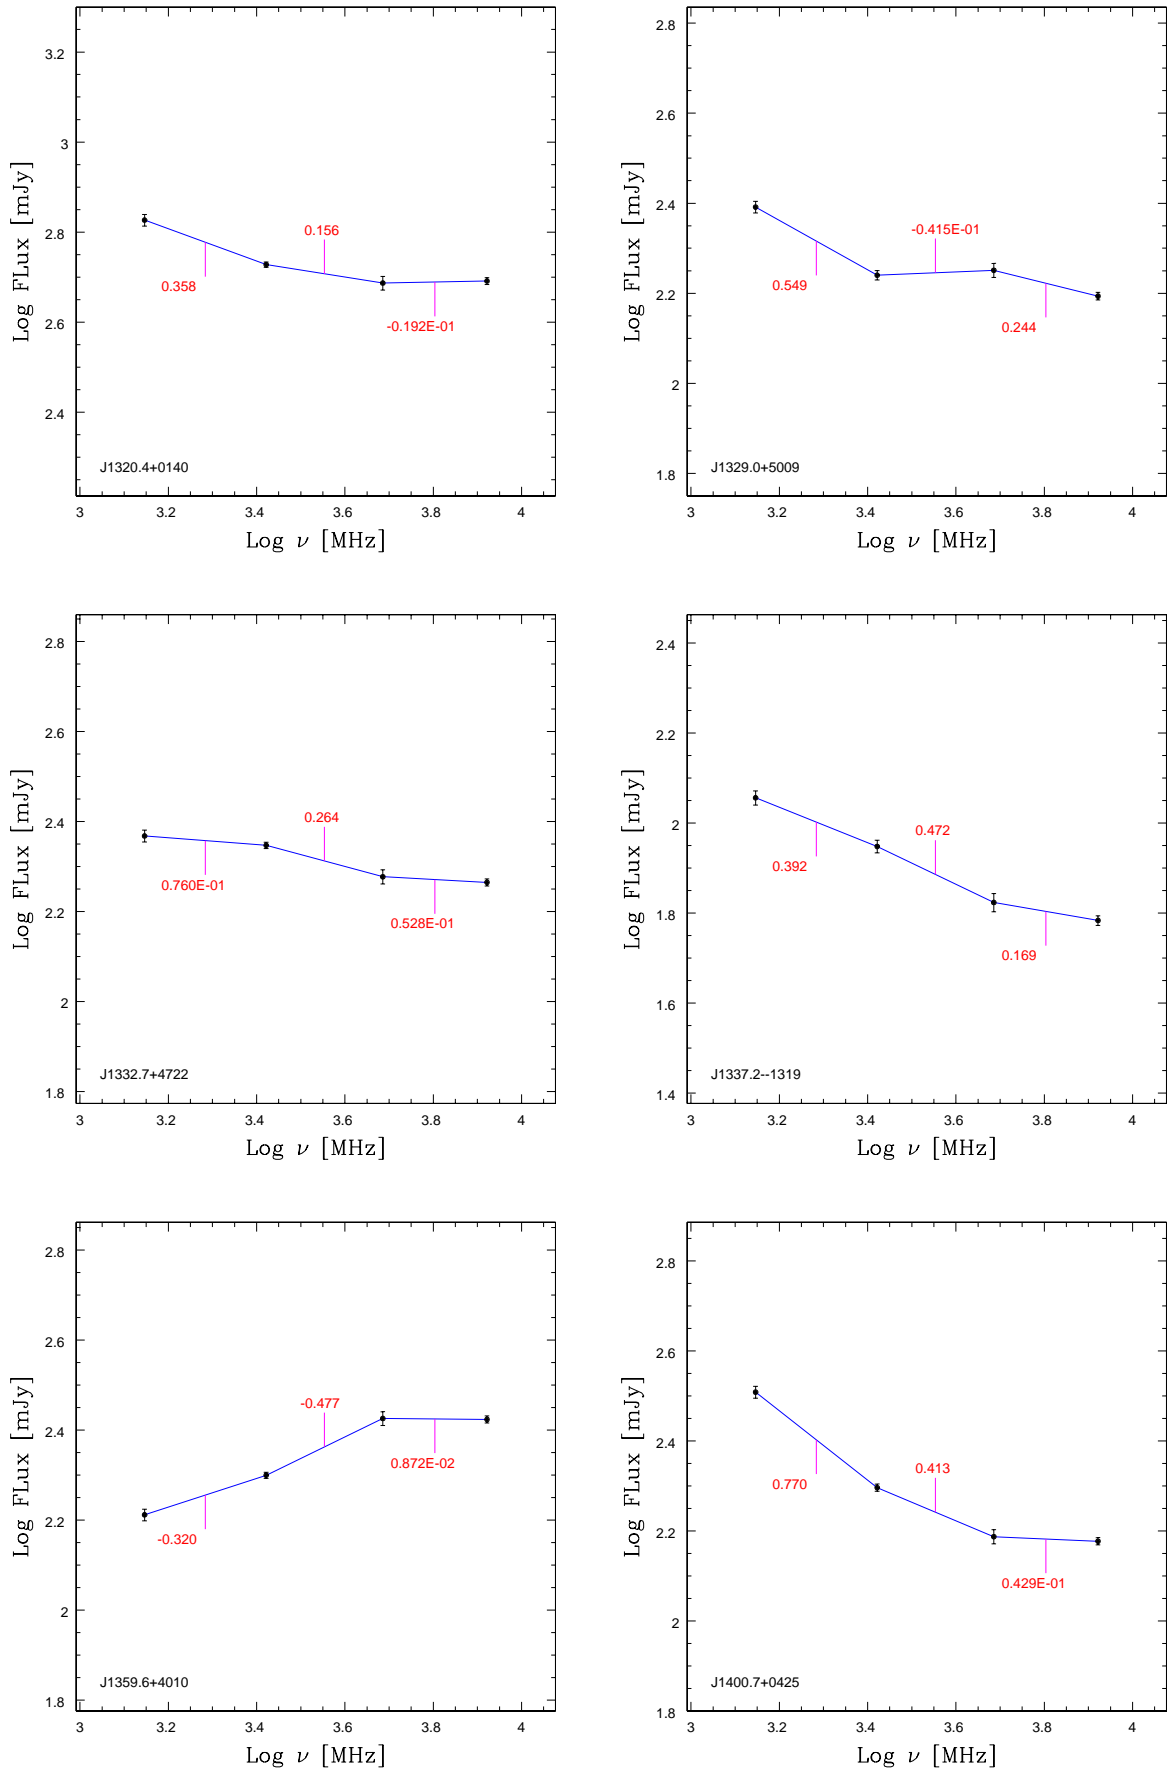 3.2
3
2.8
2.6
2.4
Log FLux [mJy]
0.358
0.156
-0.192E-01
J1320.4+0140
3 3.2 3.4 3.6 3.8 4
Log ν [MHz]
2.8
2.6
2.4
2.2
2
1.8
Log FLux [mJy]
0.549
-0.415E-01
0.244
J1329.0+5009
3 3.2 3.4 3.6 3.8 4
Log ν [MHz]
2.8
2.6
2.4
2.2
2
1.8
Log FLux [mJy]
0.760E-01
0.264
0.528E-01
J1332.7+4722
3 3.2 3.4 3.6 3.8 4
Log ν [MHz]
2.4
2.2
2
1.8
1.6
1.4
Log FLux [mJy]
0.392
0.472
0.169
J1337.2--1319
3 3.2 3.4 3.6 3.8 4
Log ν [MHz]
2.8
2.6
2.4
2.2
2
1.8
Log FLux [mJy]
-0.320
-0.477
0.872E-02
J1359.6+4010
3 3.2 3.4 3.6 3.8 4
Log ν [MHz]
2.8
2.6
2.4
2.2
2
1.8
Log FLux [mJy]
0.770
0.413
0.429E-01
J1400.7+0425
3 3.2 3.4 3.6 3.8 4
Log ν [MHz]